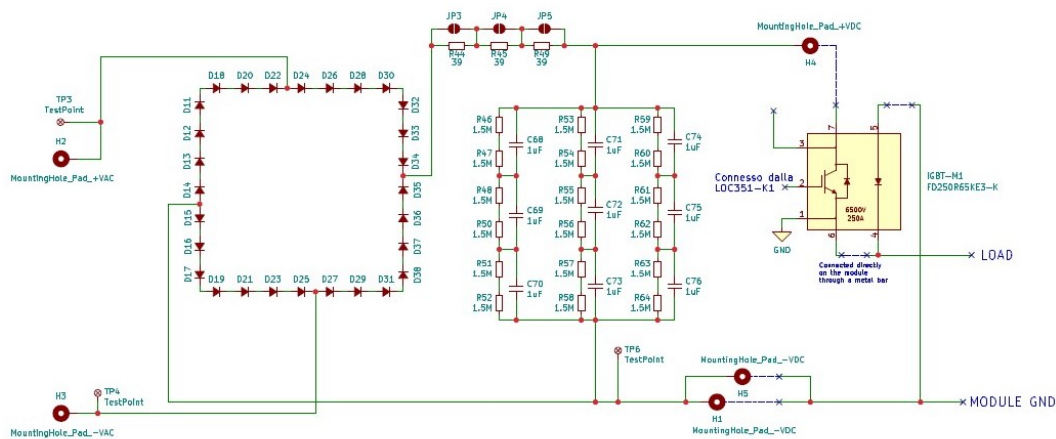 JP3 JP4 JP5
R44 R45 R49
39 39 39
MountingHole_Pad_+VDC
H4
TP3
TestPoint
H2
MountingHole_Pad_+VAC
D18 D20 D22 D24 D26 D28 D30
D11
D12
D13
D14
D15
D16
D17
D32
D33
D34
D35
D36
D37
D38
D19 D21 D23 D25 D27 D29 D31
R46
1.5M
R47
1.5M
R48
1.5M
R50
1.5M
R51
1.5M
R52
1.5M
C68
1uF
C69
1uF
C70
1uF
R53
1.5M
R54
1.5M
R55
1.5M
R56
1.5M
R57
1.5M
R58
1.5M
C71
1uF
C72
1uF
C73
1uF
R59
1.5M
R60
1.5M
R61
1.5M
R62
1.5M
R63
1.5M
R64
1.5M
C74
1uF
C75
1uF
C76
1uF
Connesso dalla
LOC351-K1
7
5
3
2
1
6
4
6500V
250A
IGBT-M1
FD250R65KE3-K
GND
Connected directly
on the module
through a metal bar
LOAD
TP6
TestPoint
MountingHole_Pad_-VDC
H5
H1
MountingHole_Pad_-VDC
MODULE GND
H3
TP4
TestPoint
MountingHole_Pad_-VAC